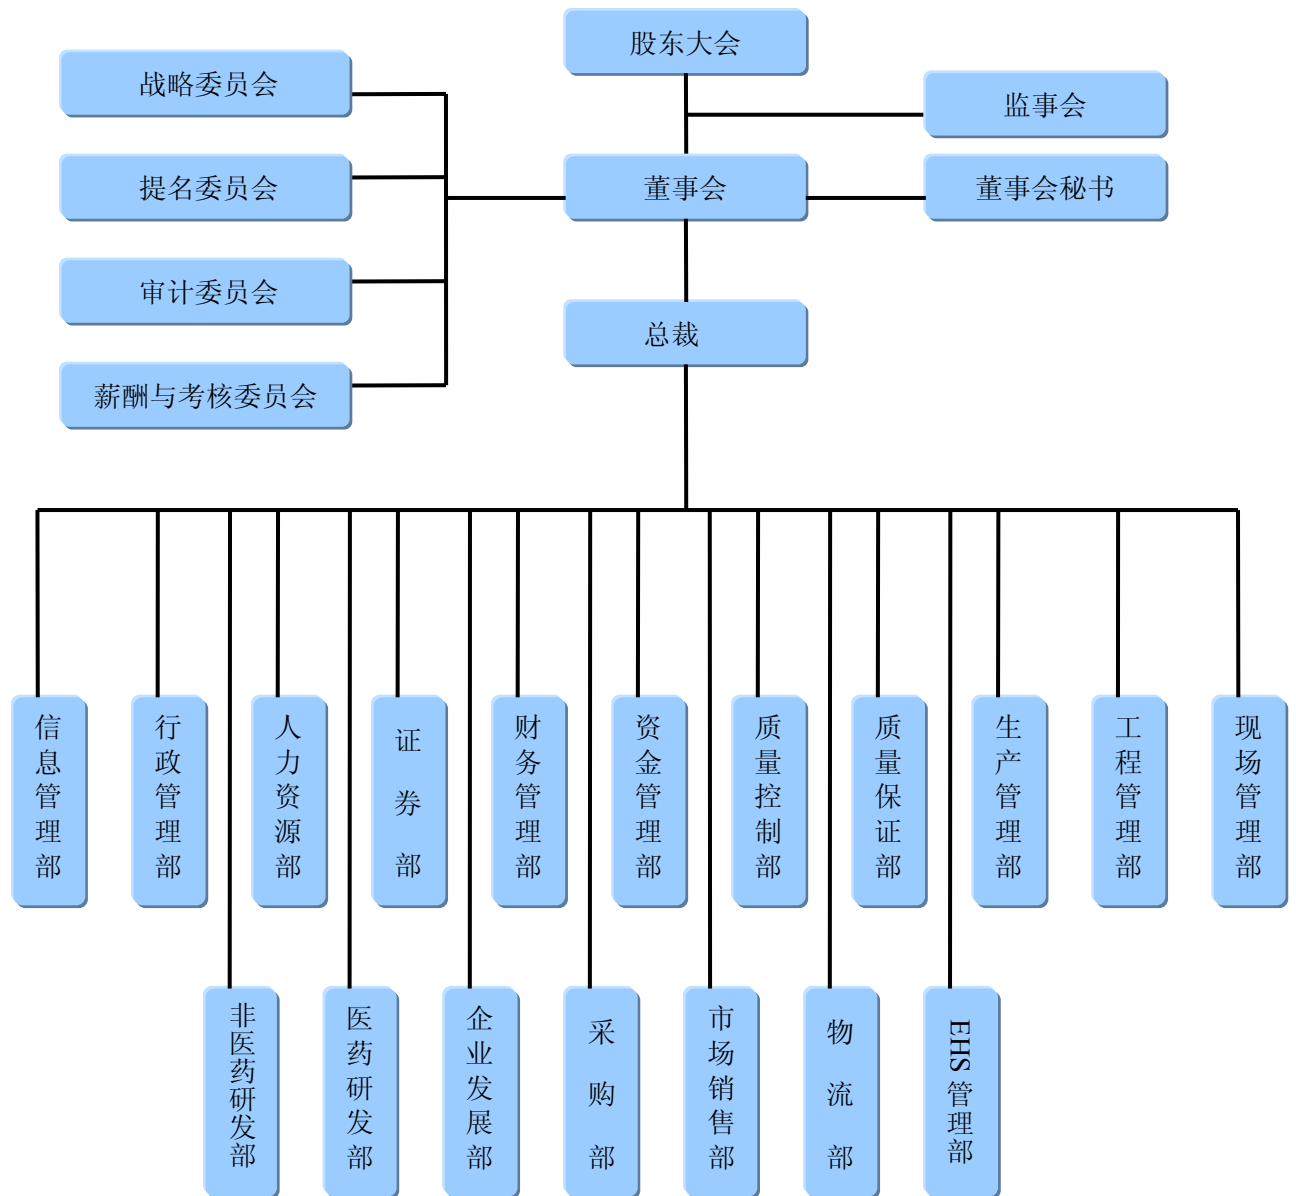 股东大会
战略委员会
监事会
提名委员会
董事会
董事会秘书
审计委员会
总裁
薪酬与考核委员会
信息管理部
行政管理部
人力资源部
证券部
财务管理部
资金管理部
质量控制部
质量保证部
生产管理部
工程管理部
现场管理部
非医药研发部
医药研发部
企业发展部
采购部
市场销售部
物流部
EHS管理部